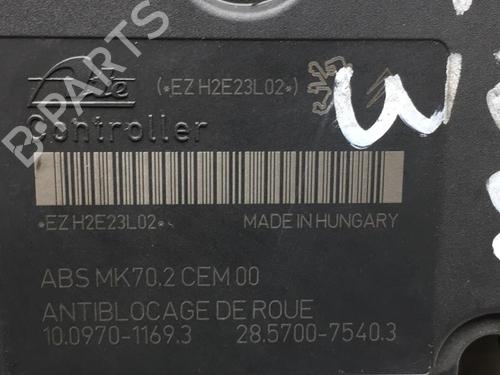 Ate (*EZ H2E23L02*)
Controller
*EZ H2E23L02*
MADE IN HUNGARY
ABS MK70.2 CEM 00
ANTIBLOCAGE DE ROUE
10.0970-1169.3 28.5700-7540.3
B-PARTS